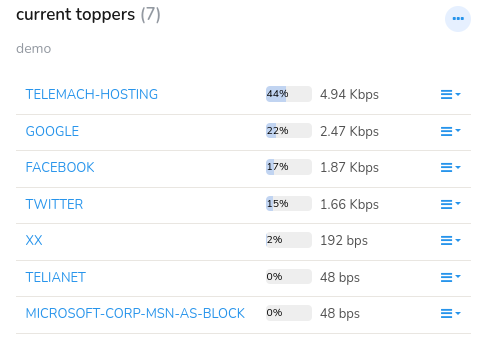 current toppers (7)
demo
TELEMACH-HOSTING 44% 4.94 Kbps
GOOGLE 22% 2.47 Kbps
FACEBOOK 17% 1.87 Kbps
TWITTER 15% 1.66 Kbps
XX 2% 192 bps
TELIANET 0% 48 bps
MICROSOFT-CORP-MSN-AS-BLOCK 0% 48 bps